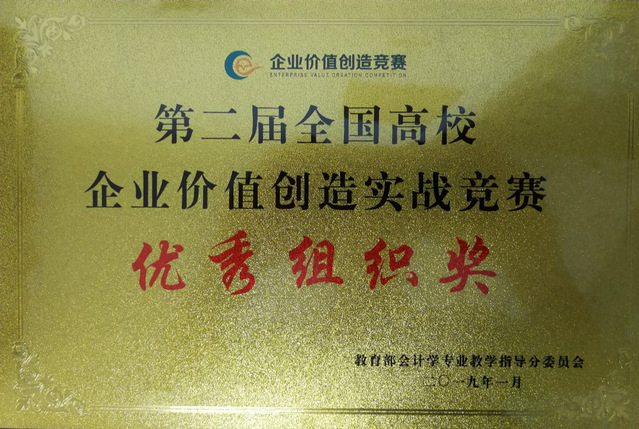 企业价值创造竞赛
ENTERPRISE VALUE CREATION COMPETITION
第二届全国高校
企业价值创造实战竞赛
优秀组织奖
教育部会计学专业教学指导分委员会
二〇一九年一月